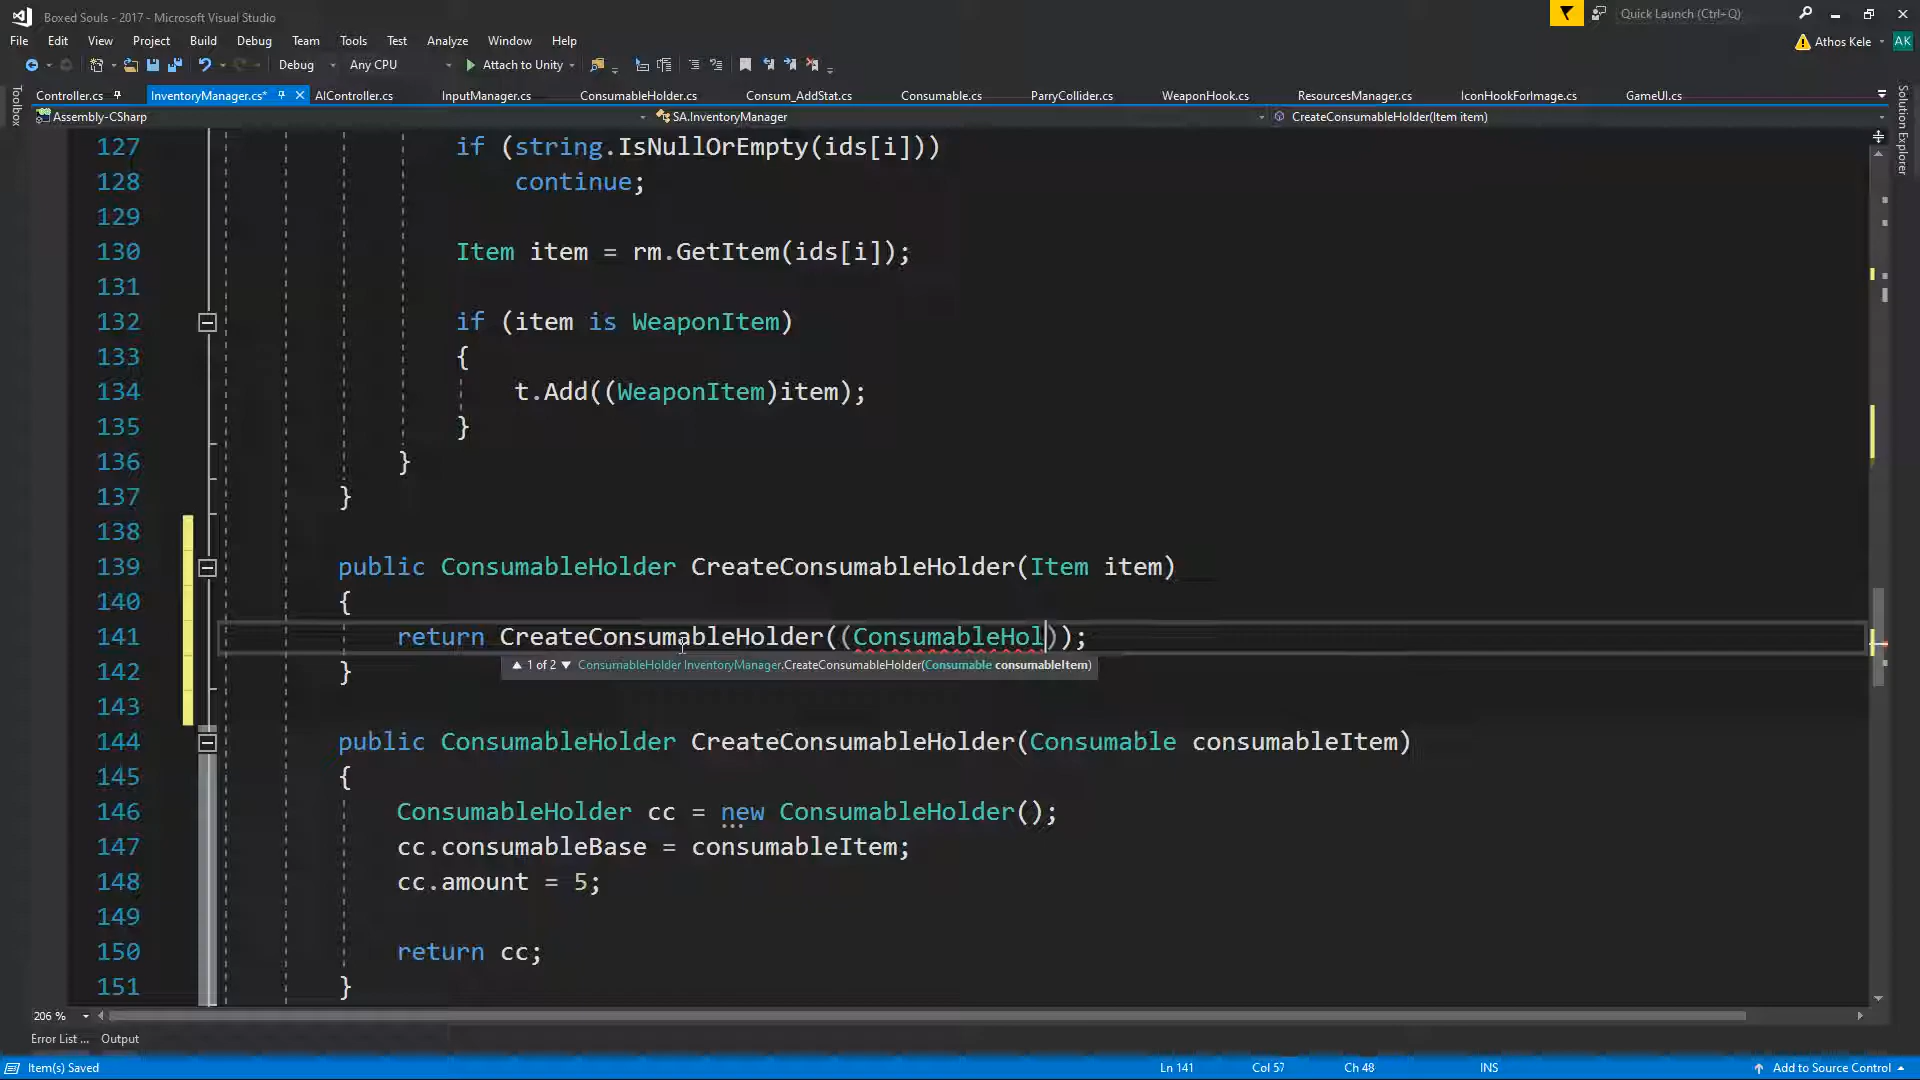 Boxed Souls - 2017 - Microsoft Visual Studio
Quick Launch (Ctrl+Q)
File Edit View Project Build Debug Team Tools Test Analyze Window Help
Athos Kele AK
Debug Any CPU Attach to Unity
Toolbox
Solution Explorer
Controller.cs InventoryManager.cs* AIController.cs InputManager.cs ConsumableHolder.cs Consum_AddStat.cs Consumable.cs ParryCollider.cs WeaponHook.cs ResourcesManager.cs IconHookForImage.cs GameUI.cs
Assembly-CSharp SA.InventoryManager CreateConsumableHolder(Item item)
127 if (string.IsNullOrEmpty(ids[i]))
128 continue;
129
130 Item item = rm.GetItem(ids[i]);
131
132 if (item is WeaponItem)
133 {
134 t.Add((WeaponItem)item);
135 }
136 }
137 }
138
139 public ConsumableHolder CreateConsumableHolder(Item item)
140 {
141 return CreateConsumableHolder((ConsumableHol));
1 of 2 ConsumableHolder InventoryManager.CreateConsumableHolder(Consumable consumableItem)
142 }
143
144 public ConsumableHolder CreateConsumableHolder(Consumable consumableItem)
145 {
146 ConsumableHolder cc = new ConsumableHolder();
147 cc.consumableBase = consumableItem;
148 cc.amount = 5;
149
150 return cc;
151 }
206 %
Error List ... Output
Item(s) Saved Ln 141 Col 57 Ch 48 INS Add to Source Control